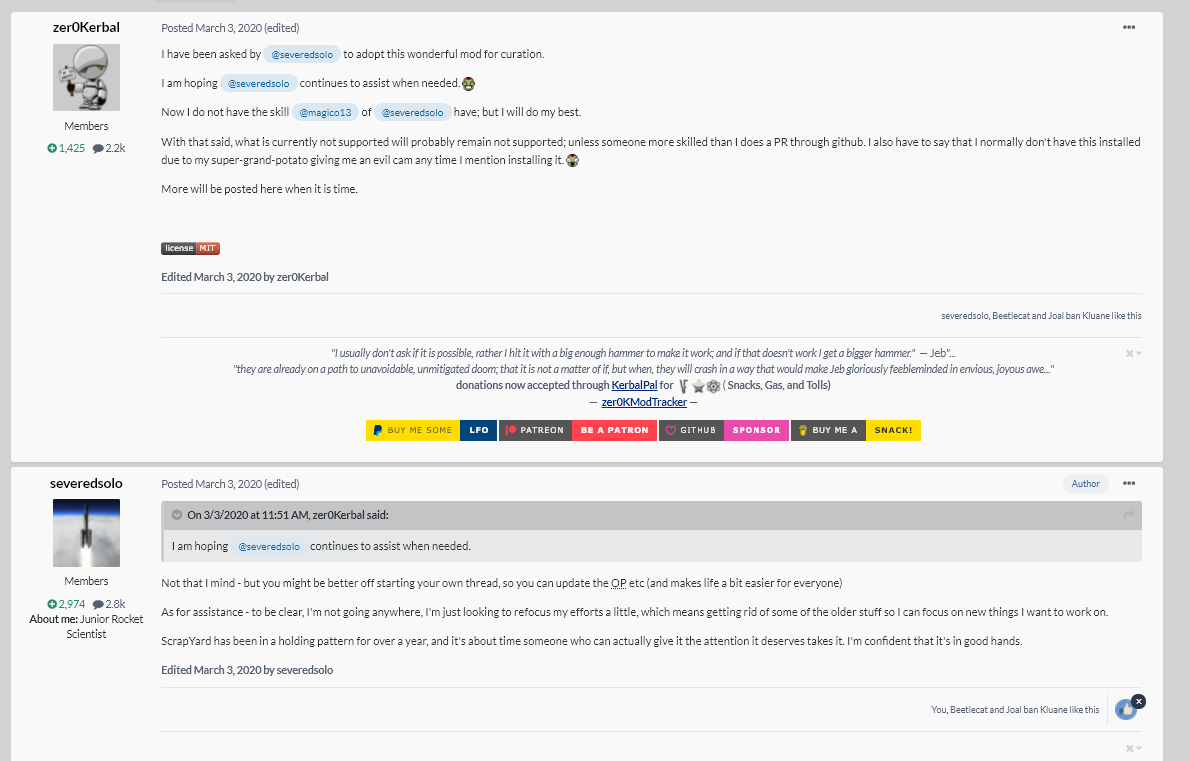 zer0Kerbal
Posted March 3, 2020 (edited)
I have been asked by @severedsolo to adopt this wonderful mod for curation.
I am hoping @severedsolo continues to assist when needed.
Members
Now I do not have the skill @magico13 of @severedsolo have; but I will do my best.
1,425 2.2k
With that said, what is currently not supported will probably remain not supported; unless someone more skilled than I does a PR through github. I also have to say that I normally don't have this installed
due to my super-grand-potato giving me an evil cam any time I mention installing it.
More will be posted here when it is time.
license MIT
Edited March 3, 2020 by zer0Kerbal
severedsolo, Beetlecat and Joal ban Kluane like this
"I usually don't ask if it is possible, rather I hit it with a big enough hammer to make it work; and if that doesn't work I get a bigger hammer." — Jeb"...
"they are already on a path to unavoidable, unmitigated doom; that it is not a matter of if, but when, they will crash in a way that would make Jeb gloriously feebleminded in envious, joyous awe..."
donations now accepted through KerbalPal for ( Snacks, Gas, and Tolls)
— zer0KModTracker —
BUY ME SOME LFO PATREON BE A PATRON GITHUB SPONSOR BUY ME A SNACK!
severedsolo
Posted March 3, 2020 (edited)
Author
On 3/3/2020 at 11:51 AM, zer0Kerbal said:
I am hoping @severedsolo continues to assist when needed.
Members
2,974 2.8k
About me: Junior Rocket
Scientist
Not that I mind - but you might be better off starting your own thread, so you can update the OP etc (and makes life a bit easier for everyone)
As for assistance - to be clear, I'm not going anywhere, I'm just looking to refocus my efforts a little, which means getting rid of some of the older stuff so I can focus on new things I want to work on.
ScrapYard has been in a holding pattern for over a year, and it's about time someone who can actually give it the attention it deserves takes it. I'm confident that it's in good hands.
Edited March 3, 2020 by severedsolo
You, Beetlecat and Joal ban Kluane like this